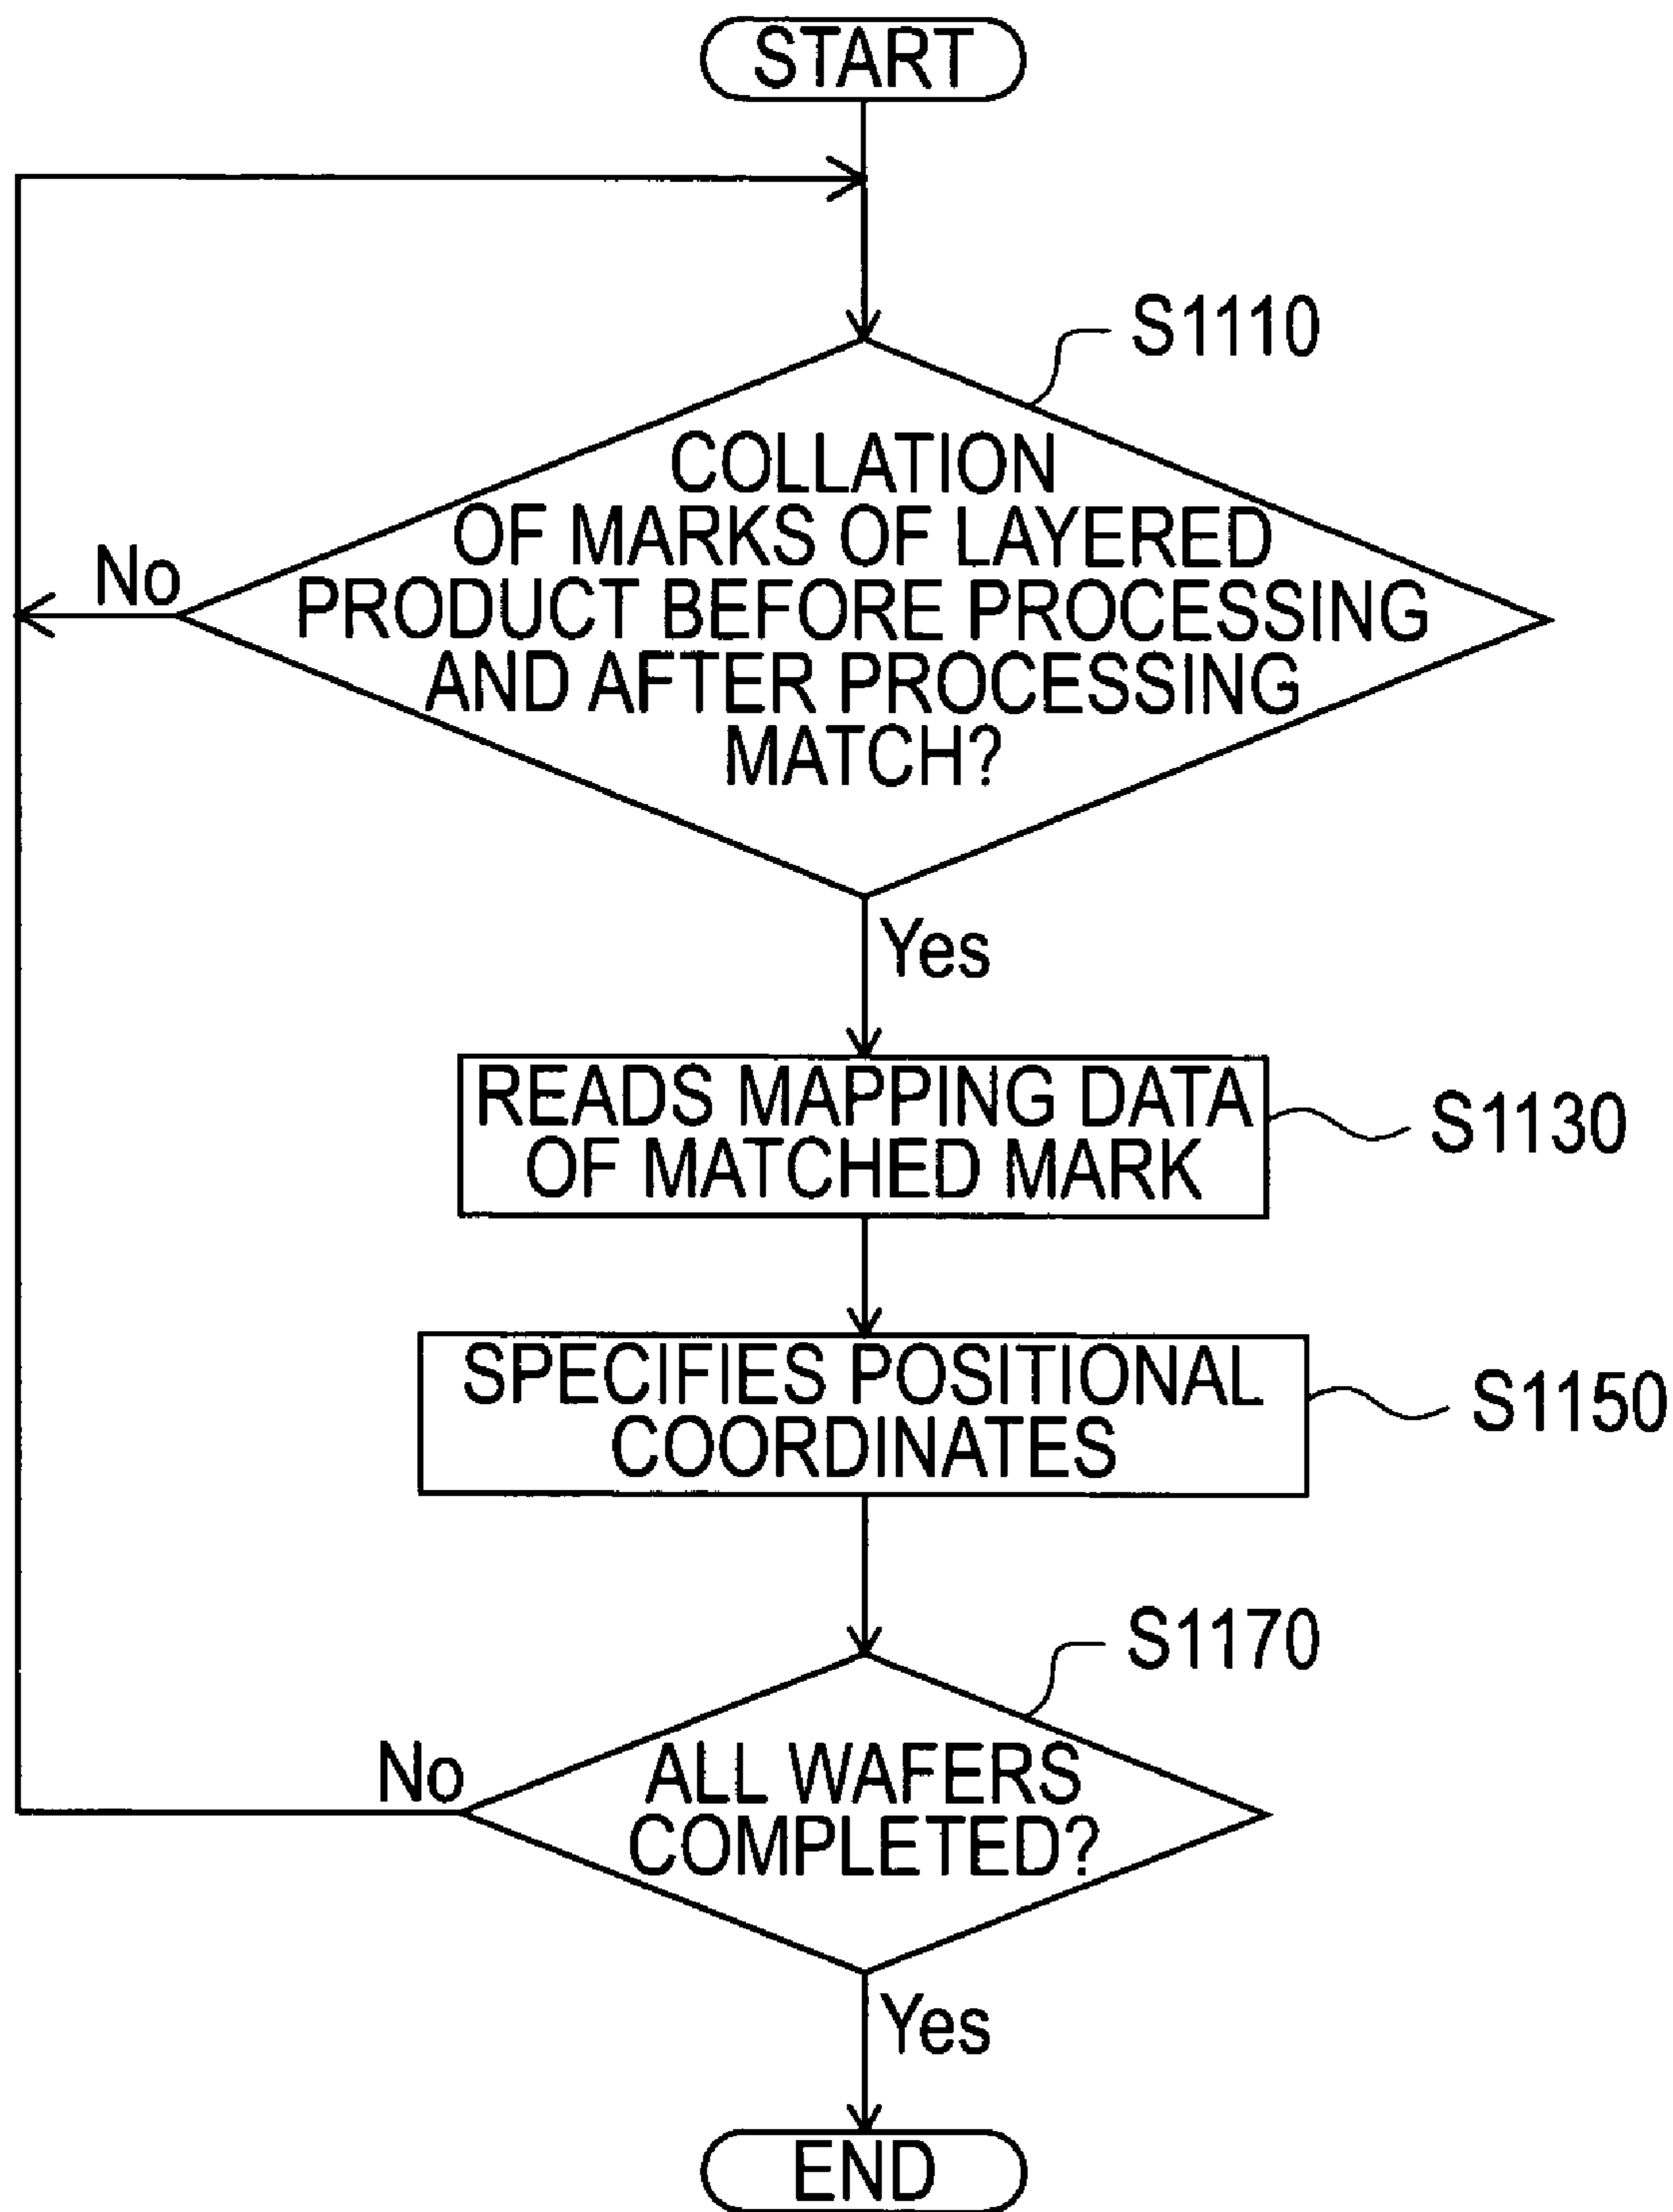 START
S1110
COLLATION
OF MARKS OF LAYERED
PRODUCT BEFORE PROCESSING
AND AFTER PROCESSING
MATCH?
No
Yes
READS MAPPING DATA
OF MATCHED MARK
S1130
SPECIFIES POSITIONAL
COORDINATES
S1150
S1170
ALL WAFERS
COMPLETED?
No
Yes
END